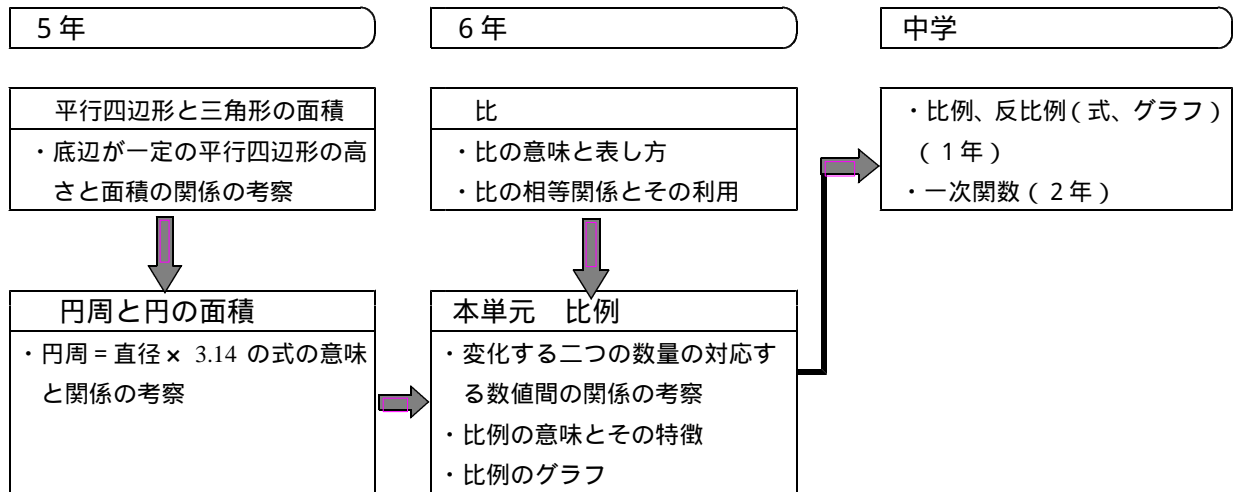 5年
6年
中学
平行四辺形と三角形の面積
・底辺が一定の平行四辺形の高
さと面積の関係の考察
比
・比の意味と表し方
・比の相等関係とその利用
・比例、反比例(式、グラフ)
(1年)
・一次関数(2年)
円周と円の面積
・円周=直径× 3.14 の式の意味
と関係の考察
本単元 比例
・変化する二つの数量の対応す
る数値間の関係の考察
・比例の意味とその特徴
・比例のグラフ